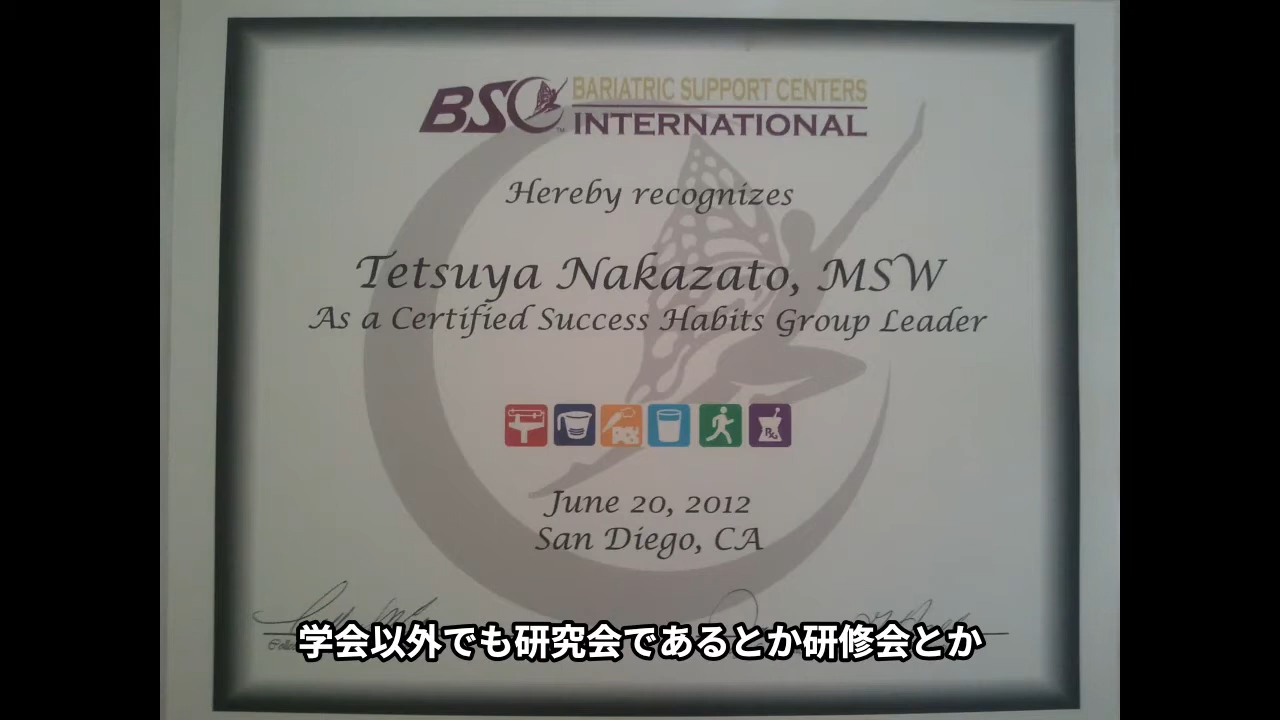 BSC BARIATRIC SUPPORT CENTERS
INTERNATIONAL
Hereby recognizes
Tetsuya Nakazato, MSW
As a Certified Success Habits Group Leader
June 20, 2012
San Diego, CA
学会以外でも研究会であるとか研修会とか